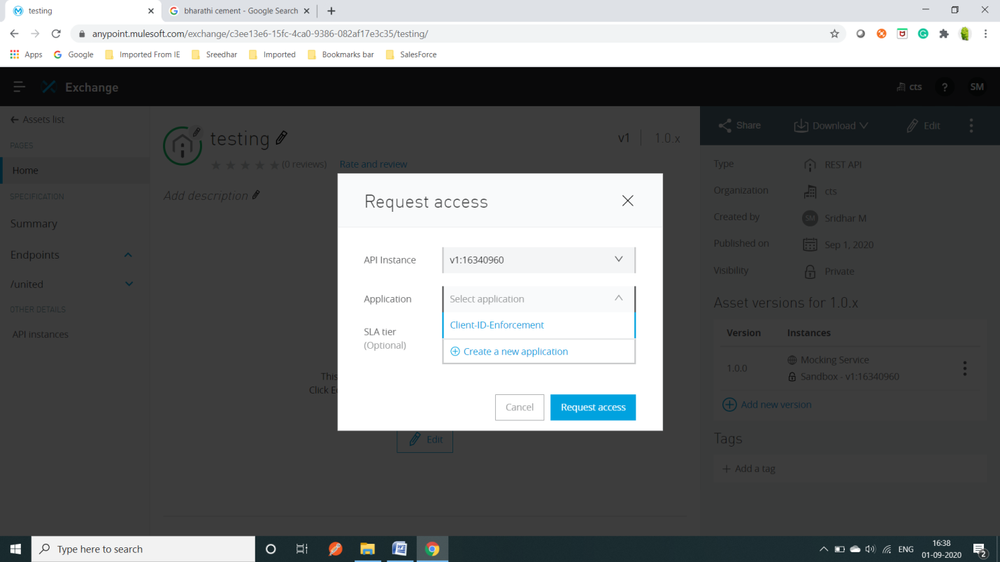 testing
bharathi cement - Google Search
anypoint.mulesoft.com/exchange/c3ee13e6-15fc-4ca0-9386-082af17e3c35/testing/
Apps
Google
Imported From IE
Sreedhar
Imported
Bookmarks bar
SalesForce
Exchange
cts
?
SM
Assets list
PAGES
Home
SPECIFICATION
Summary
Endpoints
/united
OTHER DETAILS
API instances
testing
v1
1.0.x
(0 reviews)
Rate and review
Add description
This
Click E
Edit
Request access
API Instance
v1:16340960
Application
Select application
Client-ID-Enforcement
Create a new application
SLA tier
(Optional)
Cancel
Request access
Share
Download
Edit
Type
REST API
Organization
cts
Created by
SM
Sridhar M
Published on
Sep 1, 2020
Visibility
Private
Asset versions for 1.0.x
Version
Instances
1.0.0
Mocking Service
Sandbox - v1:16340960
Add new version
Tags
+ Add a tag
Type here to search
ENG
16:38
01-09-2020
2